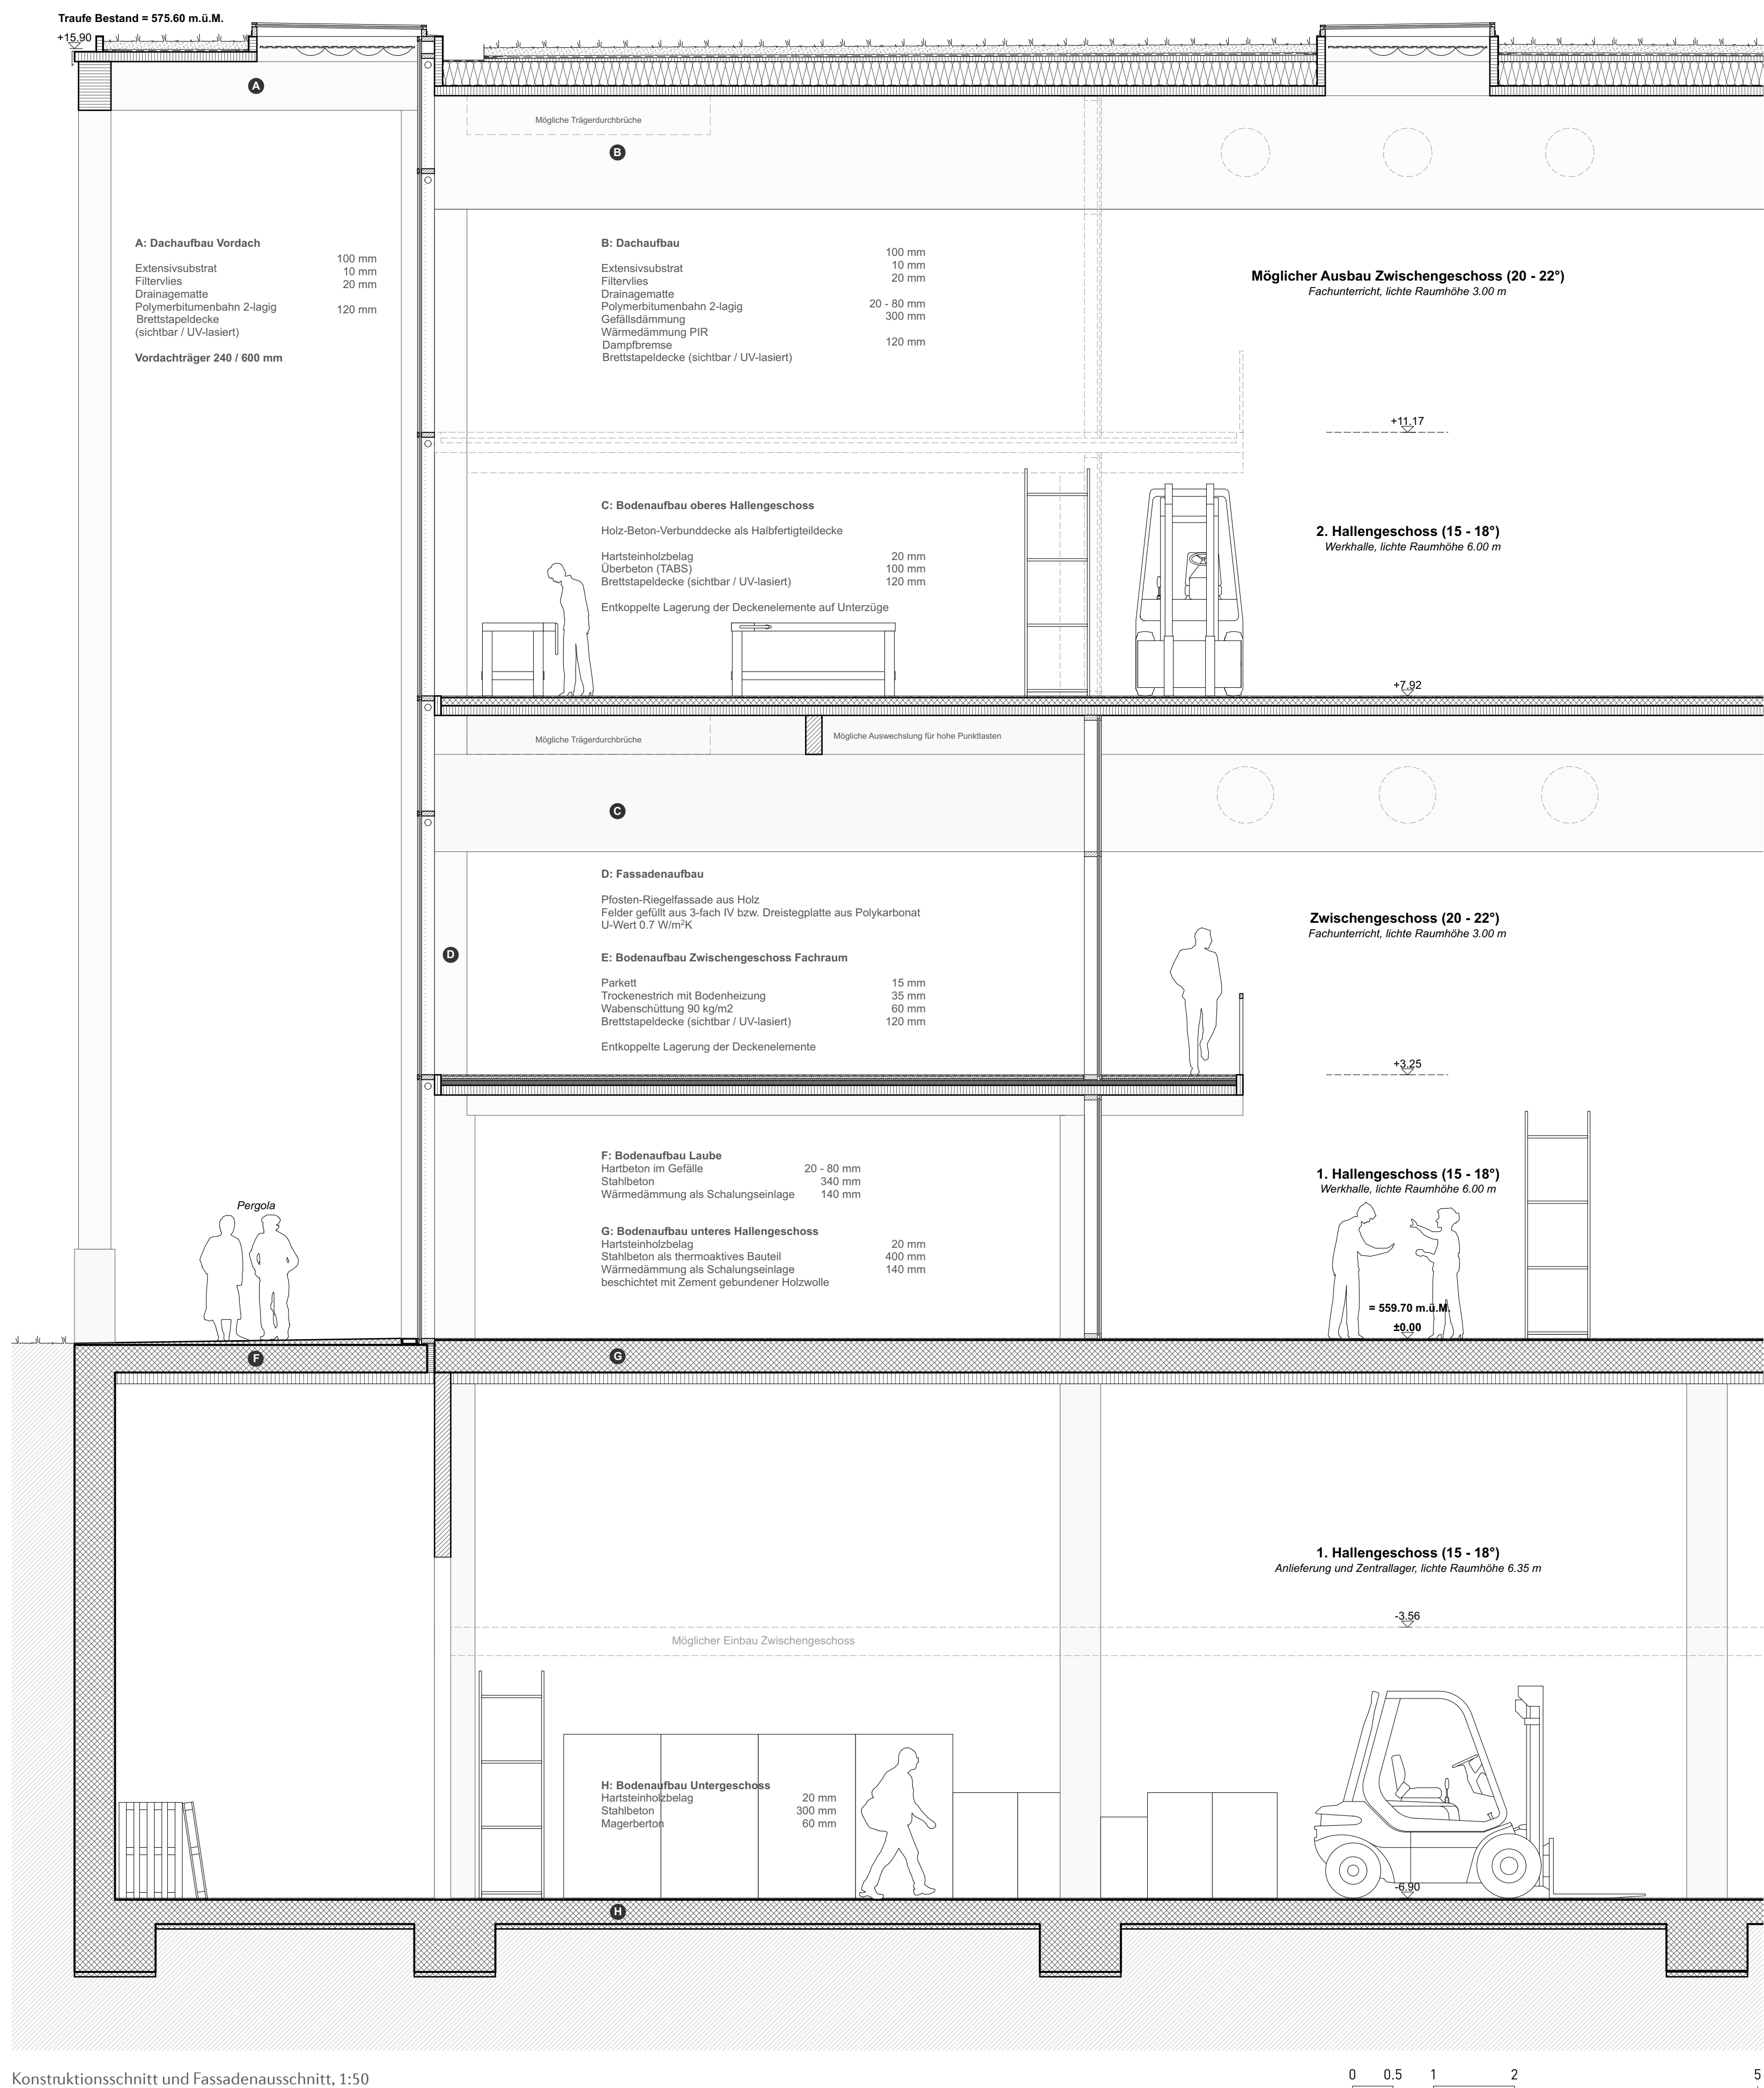 Traufe Bestand = 575.60 m.ü.M.
+15.90
A
Mögliche Trägerdurchbrüche
B
A: Dachaufbau Vordach
Extensivsubstrat 100 mm
Filtervlies 10 mm
Drainagematte 20 mm
Polymerbitumenbahn 2-lagig
Brettstapeldecke 120 mm
(sichtbar / UV-lasiert)
Vordachträger 240 / 600 mm
B: Dachaufbau
Extensivsubstrat 100 mm
Filtervlies 10 mm
Drainagematte 20 mm
Polymerbitumenbahn 2-lagig
Gefällsdämmung 20 - 80 mm
Wärmedämmung PIR 300 mm
Dampfbremse
Brettstapeldecke (sichtbar / UV-lasiert) 120 mm
Möglicher Ausbau Zwischengeschoss (20 - 22°)
Fachunterricht, lichte Raumhöhe 3.00 m
+11.17
C: Bodenaufbau oberes Hallengeschoss
Holz-Beton-Verbunddecke als Halbfertigteildecke
Hartsteinholzbelag 20 mm
Überbeton (TABS) 100 mm
Brettstapeldecke (sichtbar / UV-lasiert) 120 mm
Entkoppelte Lagerung der Deckenelemente auf Unterzüge
2. Hallengeschoss (15 - 18°)
Werkhalle, lichte Raumhöhe 6.00 m
+7.92
Mögliche Trägerdurchbrüche
Mögliche Auswechslung für hohe Punktlasten
C
D: Fassadenaufbau
Pfosten-Riegelfassade aus Holz
Felder gefüllt aus 3-fach IV bzw. Dreistegplatte aus Polykarbonat
U-Wert 0.7 W/m²K
D
E: Bodenaufbau Zwischengeschoss Fachraum
Parkett 15 mm
Trockenestrich mit Bodenheizung 35 mm
Wabenschüttung 90 kg/m2 60 mm
Brettstapeldecke (sichtbar / UV-lasiert) 120 mm
Entkoppelte Lagerung der Deckenelemente
Zwischengeschoss (20 - 22°)
Fachunterricht, lichte Raumhöhe 3.00 m
+3.25
F: Bodenaufbau Laube
Hartbeton im Gefälle 20 - 80 mm
Stahlbeton 340 mm
Wärmedämmung als Schalungseinlage 140 mm
G: Bodenaufbau unteres Hallengeschoss
Hartsteinholzbelag 20 mm
Stahlbeton als thermoaktives Bauteil 400 mm
Wärmedämmung als Schalungseinlage 140 mm
beschichtet mit Zement gebundener Holzwolle
Pergola
1. Hallengeschoss (15 - 18°)
Werkhalle, lichte Raumhöhe 6.00 m
= 559.70 m.ü.M.
±0.00
F
G
1. Hallengeschoss (15 - 18°)
Anlieferung und Zentrallager, lichte Raumhöhe 6.35 m
-3.56
Möglicher Einbau Zwischengeschoss
H: Bodenaufbau Untergeschoss
Hartsteinholzbelag 20 mm
Stahlbeton 300 mm
Magerberton 60 mm
-6.90
H
Konstruktionsschnitt und Fassadenausschnitt, 1:50
0 0.5 1 2 5